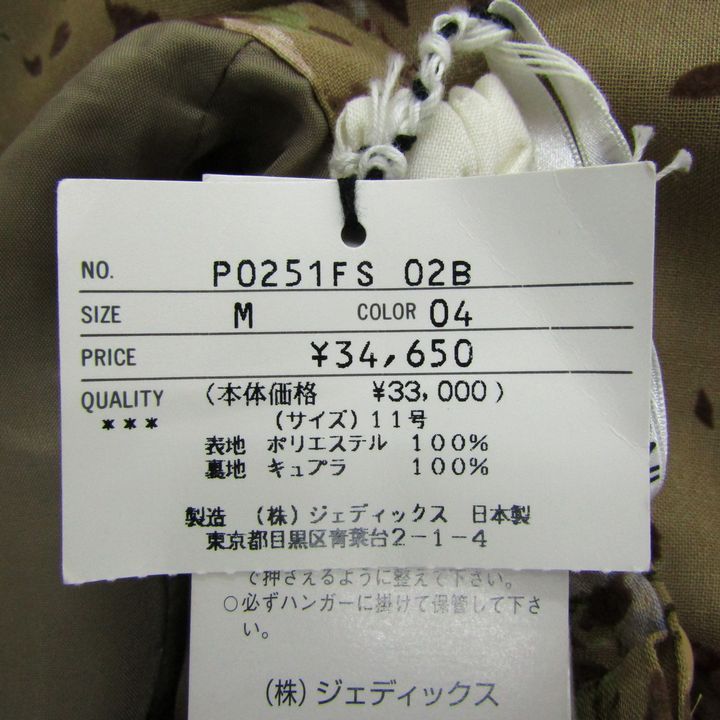 NO. P0251FS 02B
SIZE M COLOR 04
PRICE ¥34,650
QUALITY (本体価格 ¥33,000)
*** (サイズ)11号
表地 ポリエステル 100%
裏地 キュプラ 100%
製造 (株)ジェディックス 日本製
東京都目黒区青葉台2-1-4
で押さえるように整えて下さい。
○必ずハンガーに掛けて保管して下さ
い。
(株)ジェディックス